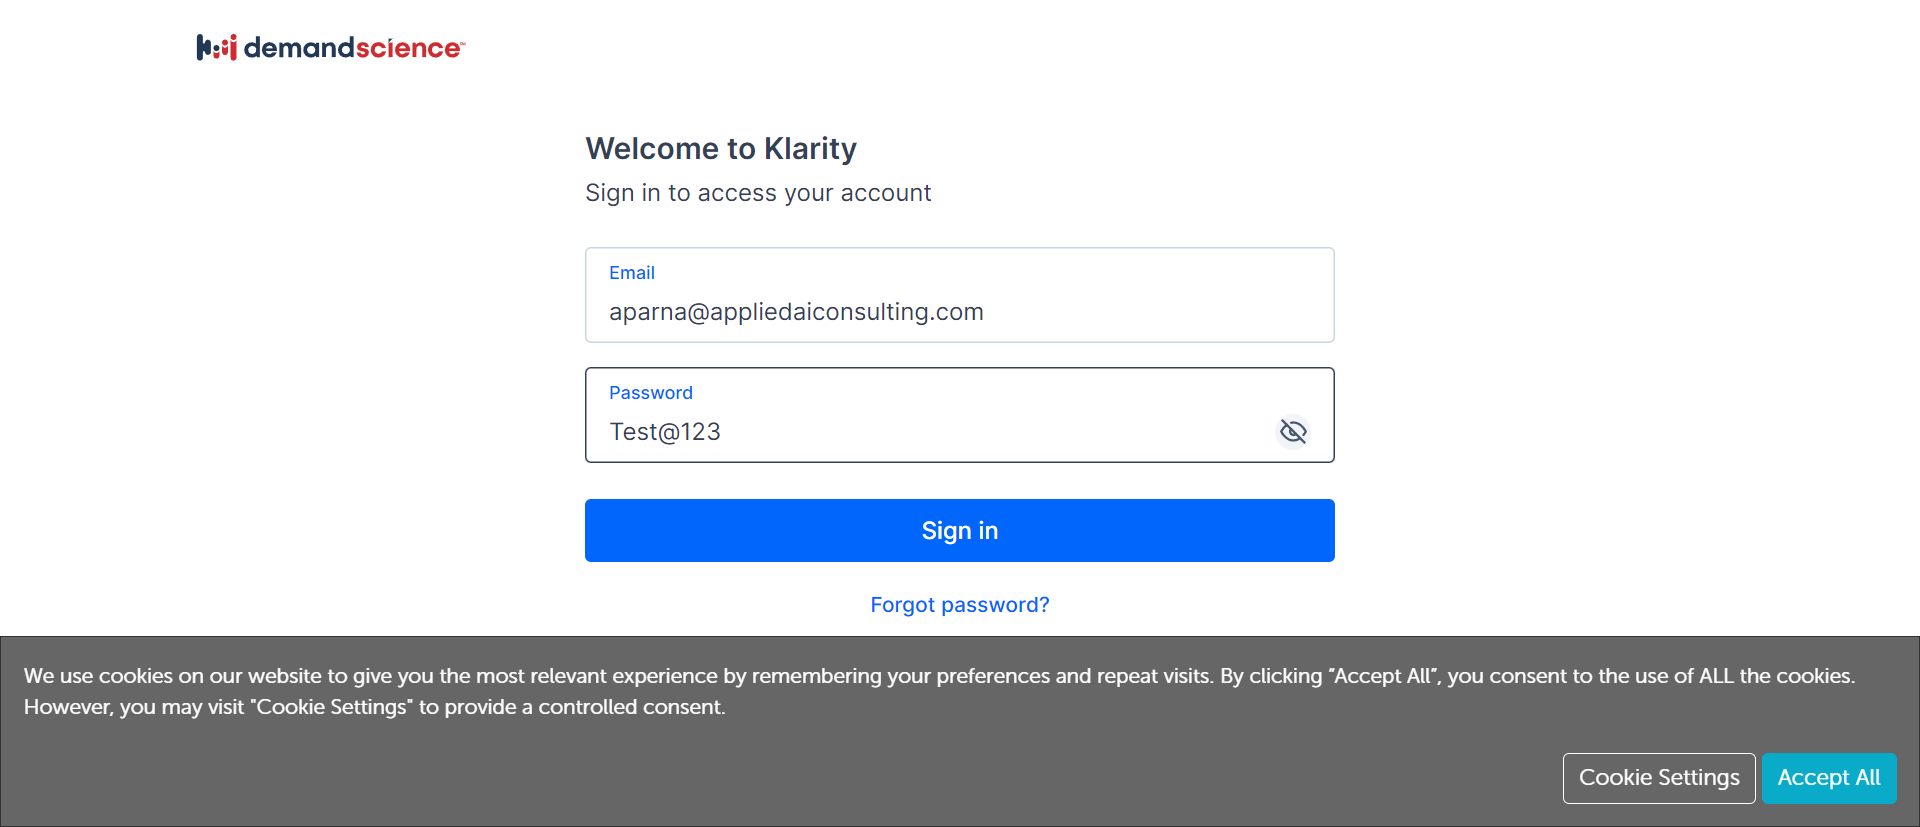 demandscience™
Welcome to Klarity
Sign in to access your account
Email
aparna@appliedaiconsulting.com
Password
Test@123
Sign in
Forgot password?
We use cookies on our website to give you the most relevant experience by remembering your preferences and repeat visits. By clicking “Accept All”, you consent to the use of ALL the cookies.
However, you may visit "Cookie Settings" to provide a controlled consent.
Cookie Settings
Accept All